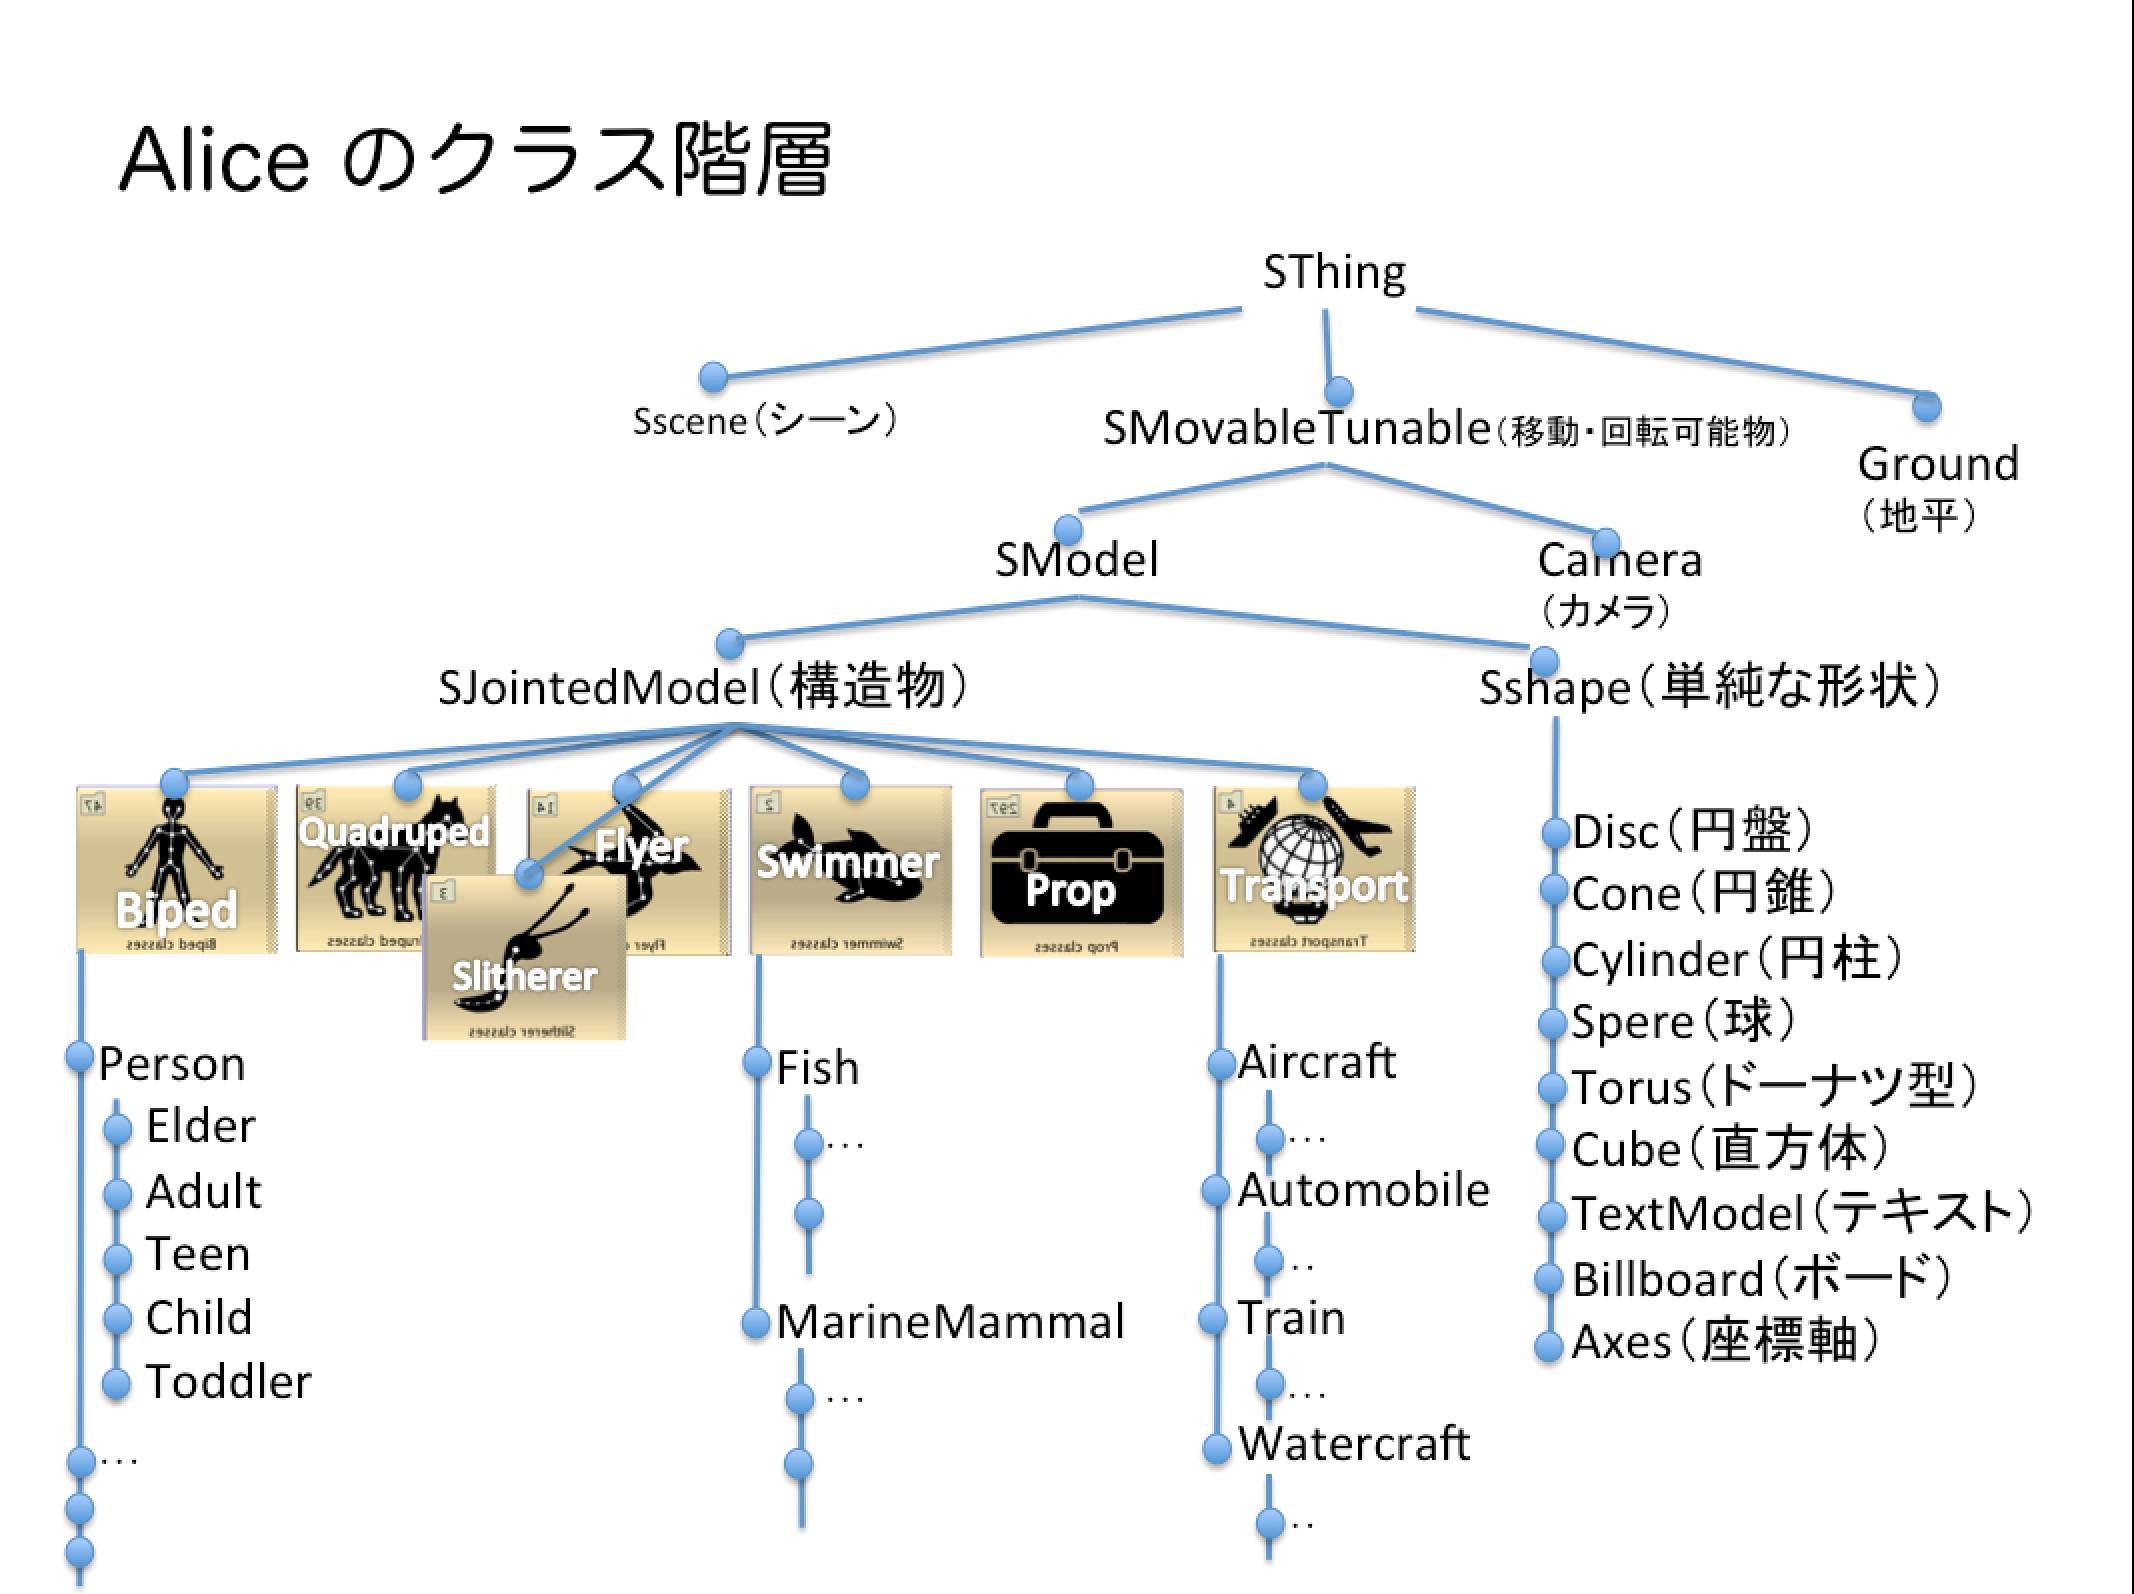 Alice のクラス階層
SThing
Sscene（シーン）
SMovableTunable（移動・回転可能物）
Ground
（地平）
SModel
Camera
（カメラ）
SJointedModel（構造物）
Sshape（単純な形状）
47
39
14
2
297
4
Biped
Quadruped
Flyer
Swimmer
Prop
Transport
Biped classes
druped classes
Flyer c
Swimmer classes
Prop classes
Transport classes
3
Slitherer
Slitherer classes
Person
Elder
Adult
Teen
Child
Toddler
...
Fish
...
MarineMammal
...
Aircraft
...
Automobile
..
Train
...
Watercraft
..
Disc（円盤）
Cone（円錐）
Cylinder（円柱）
Spere（球）
Torus（ドーナツ型）
Cube（直方体）
TextModel（テキスト）
Billboard（ボード）
Axes（座標軸）